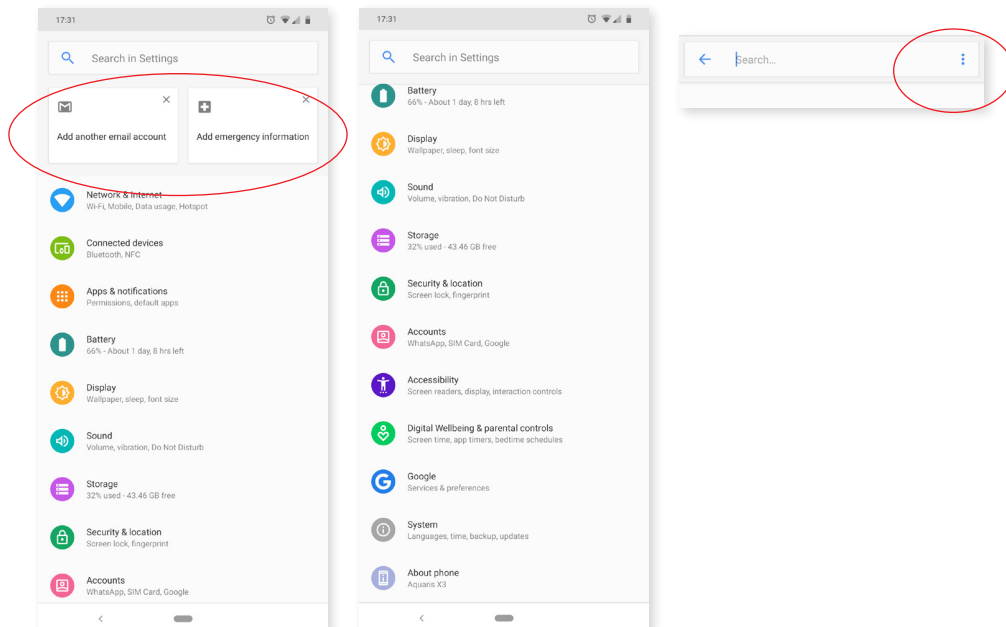 17:31
Search in Settings
Add another email account
Add emergency information
Network & Internet
Wi-Fi, Mobile, Data usage, Hotspot
Connected devices
Bluetooth, NFC
Apps & notifications
Permissions, default apps
Battery
66% - About 1 day, 8 hrs left
Display
Wallpaper, sleep, font size
Sound
Volume, vibration, Do Not Disturb
Storage
32% used - 43.46 GB free
Security & location
Screen lock, fingerprint
Accounts
WhatsApp, SIM Card, Google
17:31
Search in Settings
Battery
66% - About 1 day, 8 hrs left
Display
Wallpaper, sleep, font size
Sound
Volume, vibration, Do Not Disturb
Storage
32% used - 43.46 GB free
Security & location
Screen lock, fingerprint
Accounts
WhatsApp, SIM Card, Google
Accessibility
Screen readers, display, interaction controls
Digital Wellbeing & parental controls
Screen time, app timers, bedtime schedules
Google
Services & preferences
System
Languages, time, backup, updates
About phone
Aquaris X3
Search...